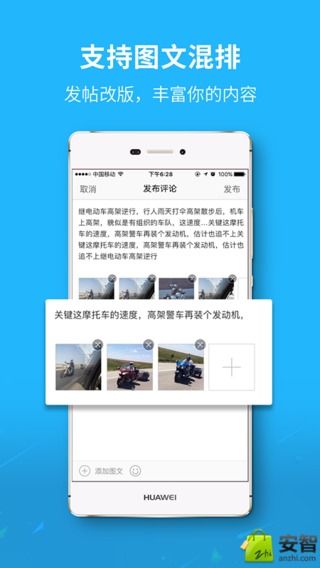 支持图文混排
发帖改版，丰富你的内容
中国移动 下午6:28 100%
取消 发布评论 发布
继电动车高架逆行，行人雨天打伞高架散步后，机车
上高架，貌似是有组织的车队，这速度...关键这摩托
车的速度，高架警车再装个发动机，估计也追不上
关键这摩托车的速度，高架警车再装个发动机，估计
也追不上继电动车高架逆行
关键这摩托车的速度，高架警车再装个发动机，
添加图文
HUAWEI
安智
zhi
anzhi.com